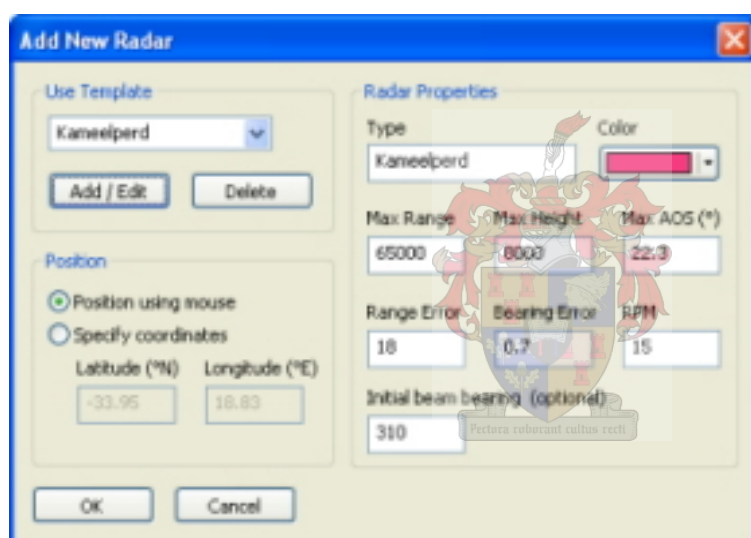 Add New Radar
Use Template
Kameelperd
Add / Edit
Delete
Position
Position using mouse
Specify coordinates
Latitude (°N) Longitude (°E)
-33.95 18.83
OK
Cancel
Radar Properties
Type Color
Kameelperd
Max Range Max Height Max AOS (°)
65000 8000 22.3
Range Error Bearing Error RPM
18 0.7 15
Initial beam bearing (optional)
310
Pectora roborant cultus recti